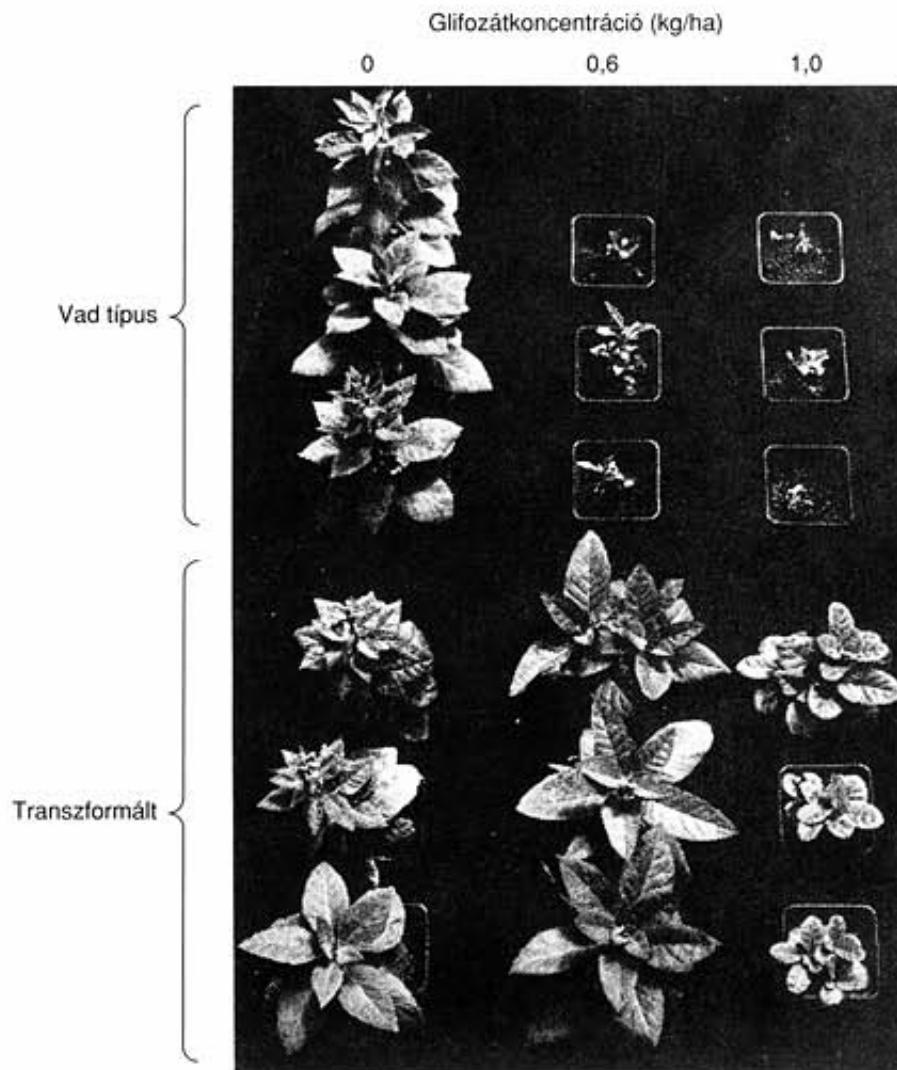 Glifozátkoncentráció (kg/ha)
0 0,6 1,0
Vad típus
Transzformált